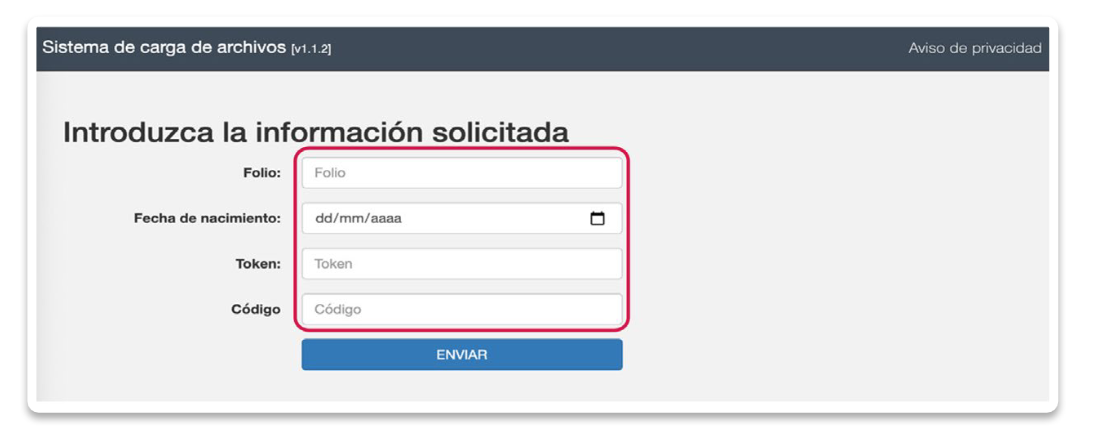 Sistema de carga de archivos [v1.1.2]
Aviso de privacidad
Introduzca la información solicitada
Folio:
Folio
Fecha de nacimiento:
dd/mm/aaaa
Token:
Token
Código
Código
ENVIAR